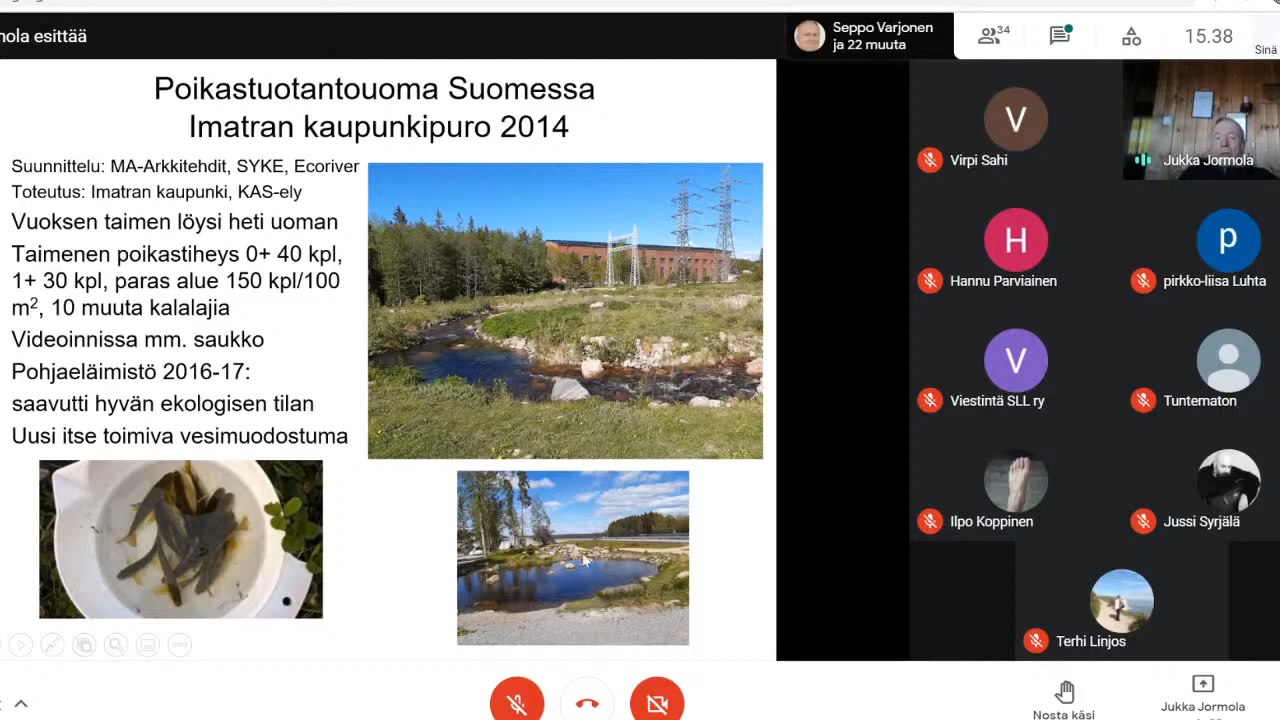 nola esittää
Seppo Varjonen
ja 22 muuta
34
15.38
Sinä
Poikastuotantouoma Suomessa
Imatran kaupunkipuro 2014
Suunnittelu: MA-Arkkitehdit, SYKE, Ecoriver
Toteutus: Imatran kaupunki, KAS-ely
Vuoksen taimen löysi heti uoman
Taimenen poikastiheys 0+ 40 kpl,
1+ 30 kpl, paras alue 150 kpl/100
m², 10 muuta kalalajia
Videoinnissa mm. saukko
Pohjaeläimistö 2016-17:
saavutti hyvän ekologisen tilan
Uusi itse toimiva vesimuodostuma
V
Virpi Sahi
Jukka Jormola
H
Hannu Parviainen
p
pirkko-liisa Luhta
V
Viestintä SLL ry
Tuntematon
Ilpo Koppinen
Jussi Syrjälä
Terhi Linjos
Nosta käsi
Jukka Jormola